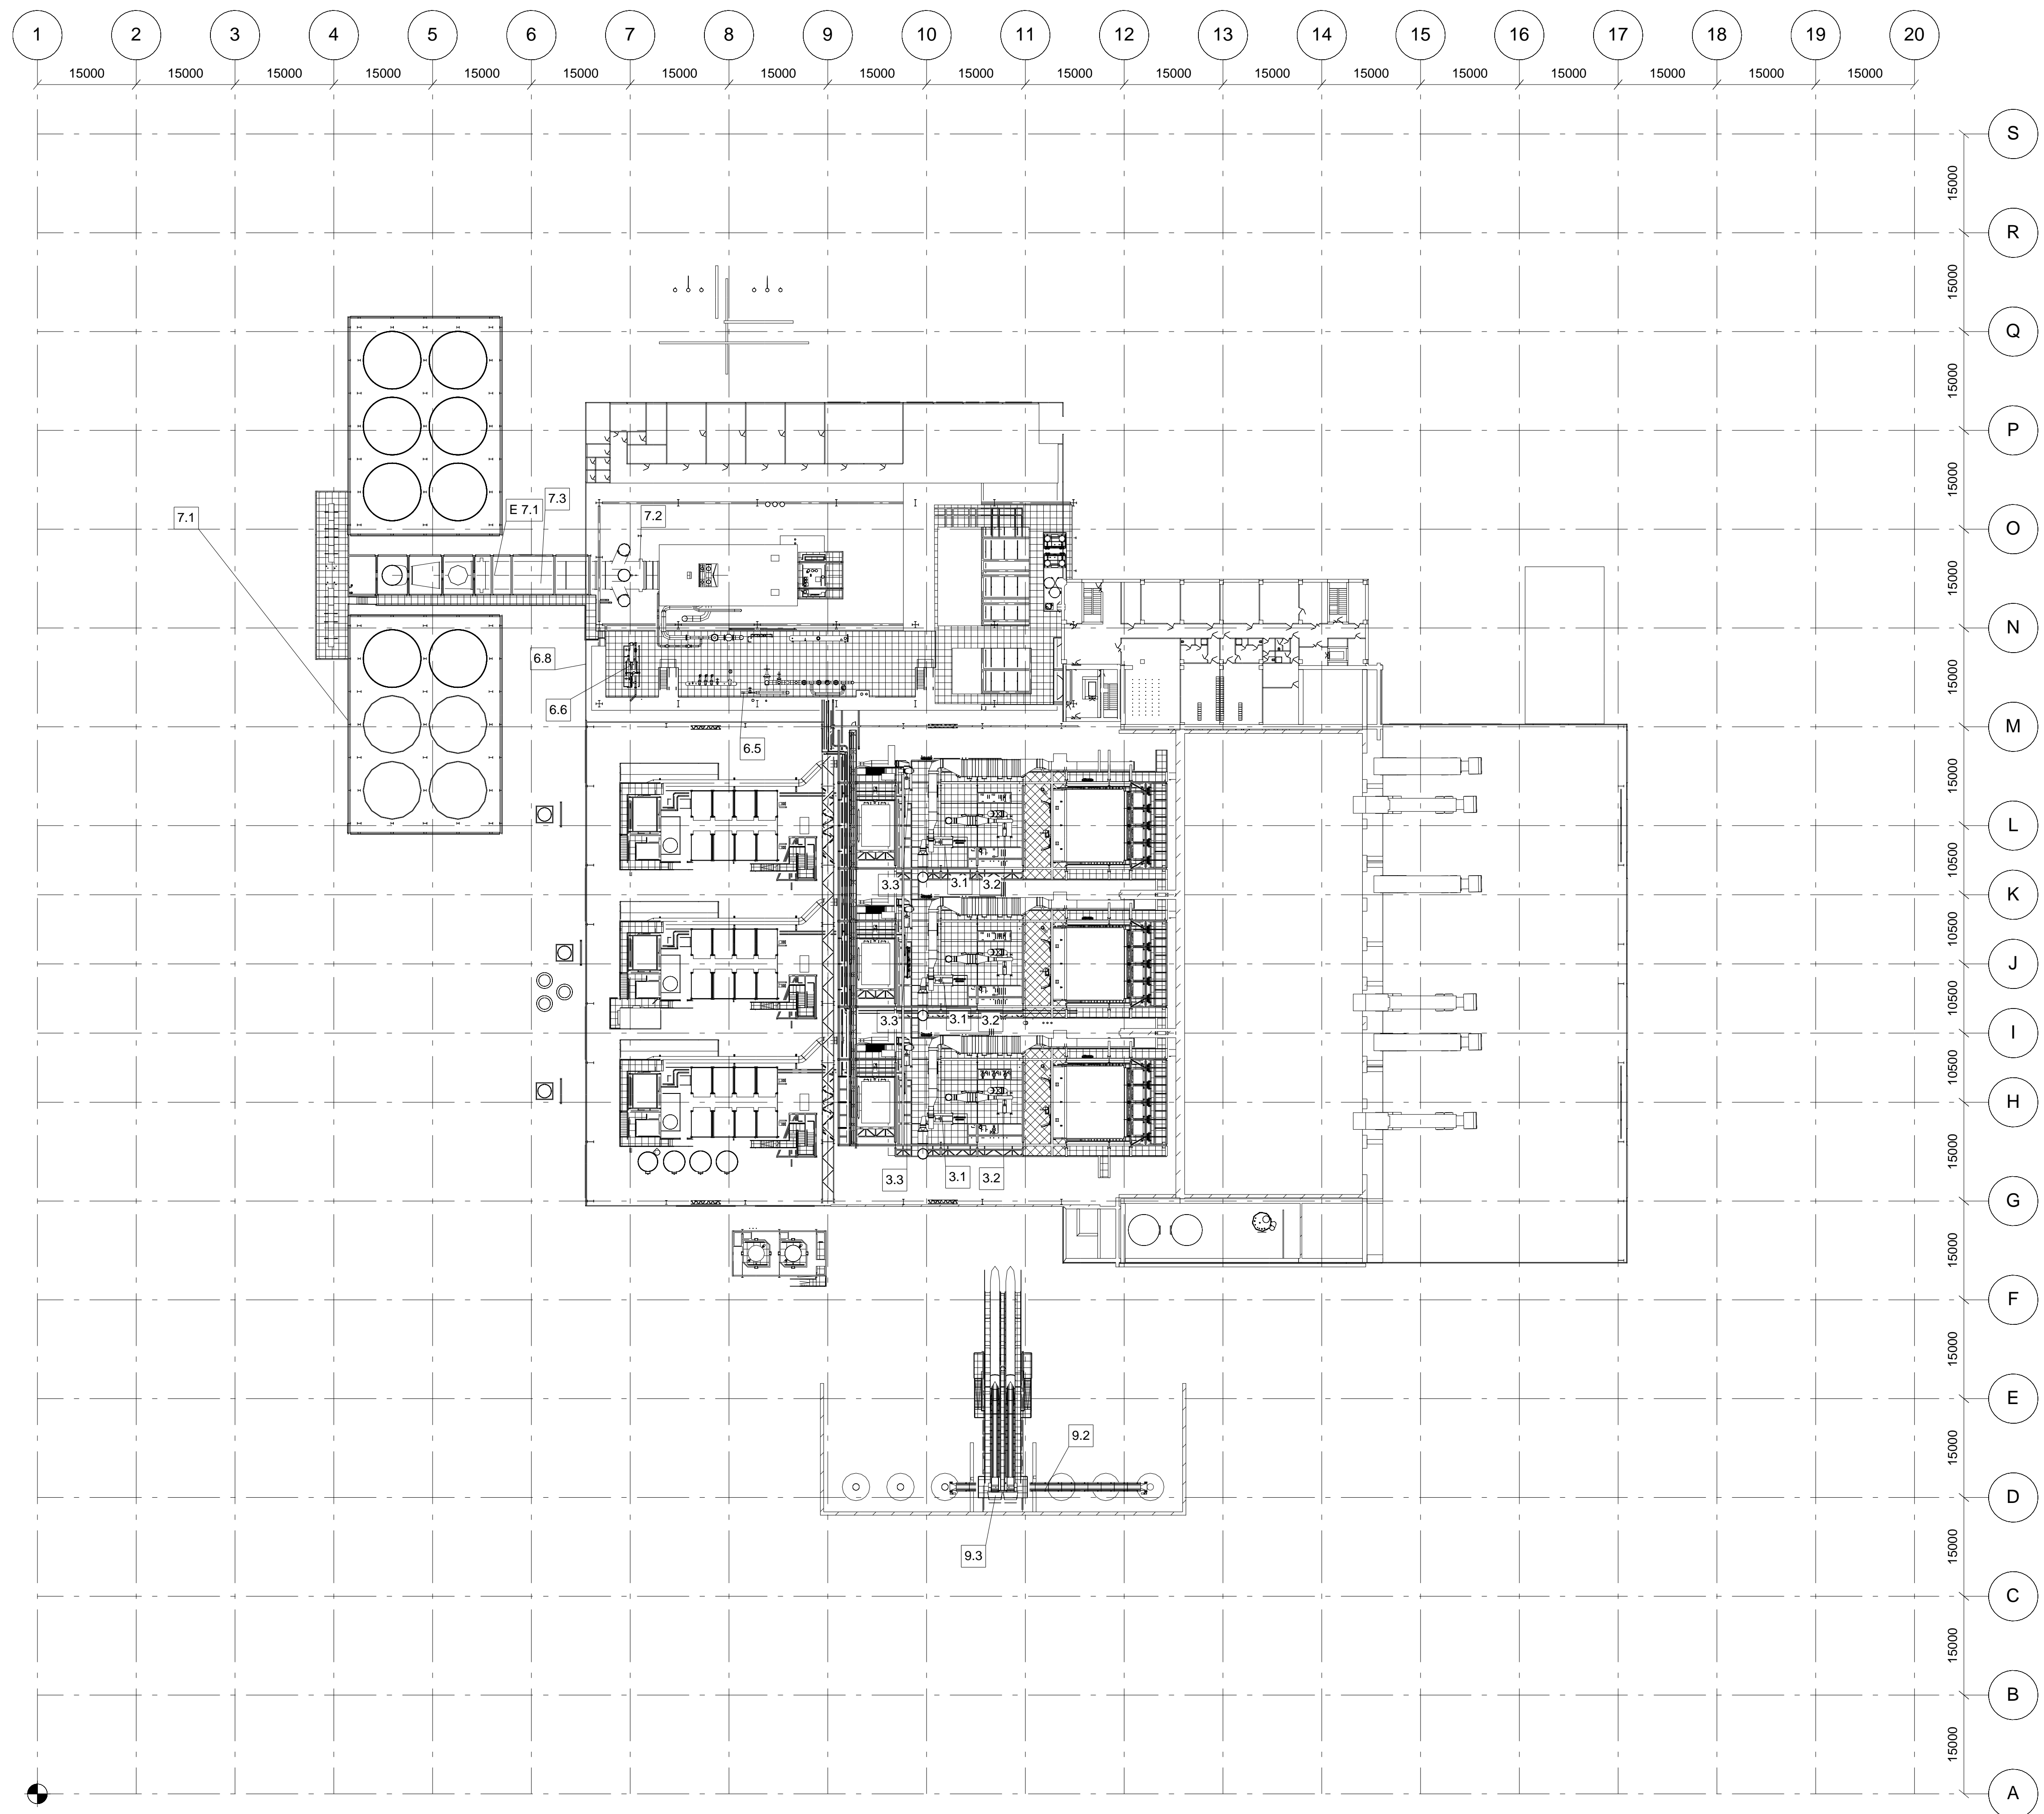 1 2 3 4 5 6 7 8 9 10 11 12 13 14 15 16 17 18 19 20
15000 15000 15000 15000 15000 15000 15000 15000 15000 15000 15000 15000 15000 15000 15000 15000 15000 15000 15000
S
15000
R
15000
Q
15000
P
15000
7.3
E 7.1
7.2
7.1
O
15000
N
6.8
15000
6.6
M
6.5
15000
L
10500
3.3 3.1 3.2
K
10500
J
10500
3.3 3.1 3.2
I
10500
H
15000
3.3 3.1 3.2
G
15000
F
15000
E
9.2
15000
D
15000
9.3
C
15000
B
15000
A